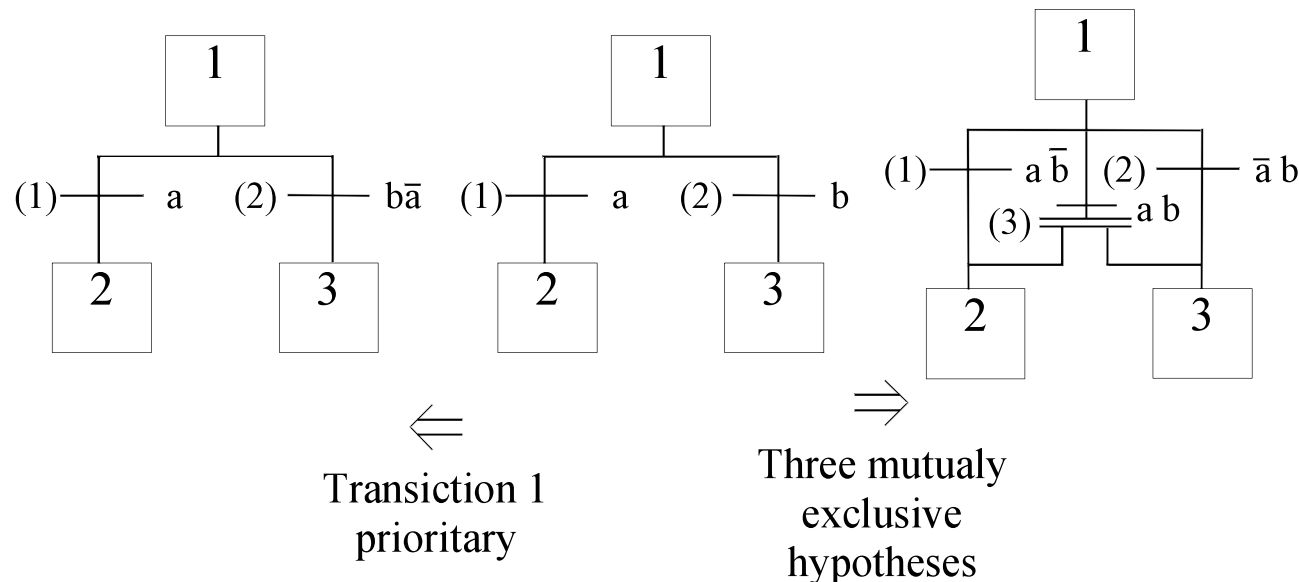 1
(1) a (2) bā
2 3
1
(1) a (2) b
2 3
1
(1) a b̄ (2) ā b
(3) a b
2 3
Transiction 1
prioritary
Three mutualy
exclusive
hypotheses